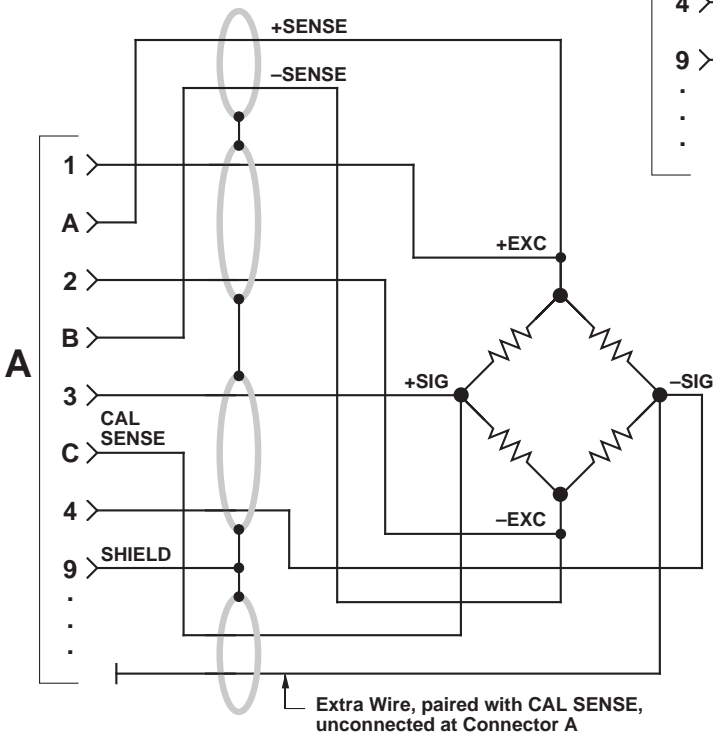 +SENSE
–SENSE
4
9
.
.
.
1
A
+EXC
2
B
A
3
+SIG
–SIG
CAL
SENSE
C
4
–EXC
9
SHIELD
.
.
.
Extra Wire, paired with CAL SENSE,
unconnected at Connector A